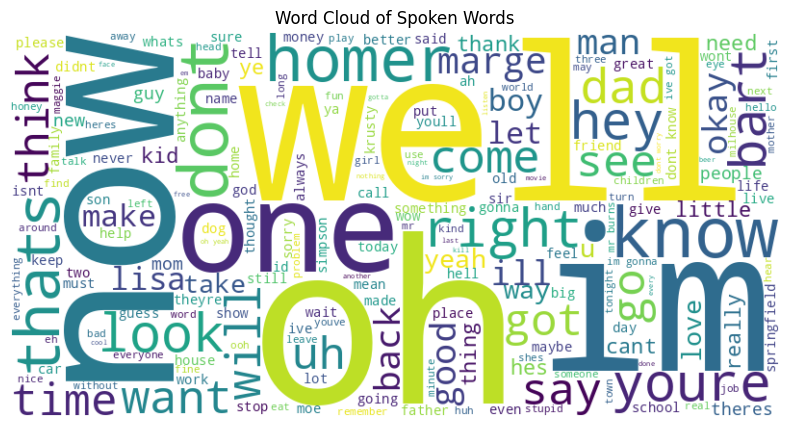 Word Cloud of Spoken Words
please
away
whats
sure
head
tell
money
play
better
said
thank
man
need
first
didnt
face
ye
homer
marge
ah
great
wont
eye
think
honey
maggie
new
guy
baby
name
long
fun
ya
check
gotta
world
three
may
ive got
next
hello
homer
now
dont
well
dad
hey
okay
bart
family
heres
anything
krusty
put
youll
boy
let
friend
see
dont know
milhouse
mother
talk
never
kid
home
always
girl
use
night
come
listen
nothing
im sorry
movie
beer
children
people
life
isnt
find
son
left
god
free
call
old
sir
turn
live
thats
around
make
help
one
dog
oh yeah
thought
sorry
problem
simpson
something
wow
gonna
much
give
little
right
know
keep
mom
did
today
mr
kind
last
kill
yeah
hell
feel
u
im gonna
mr burns
hear
everything
two
must
lisa
take
still
mean
made
oh
ill
way
big
im
tonight
go
every
eh
car
nice
bad
cool
guess
word
theyre
show
look
will
ooh
another
wait
ive
youve
leave
back
place
good
thing
minute
got
maybe
day
cant
love
really
springfield
everyone
house
fine
work
uh
lot
going
hes
shes
someone
done
town
job
time
without
want
stop
eat
moe
remember
father
huh
even
say
stupid
youre
school
real
theres